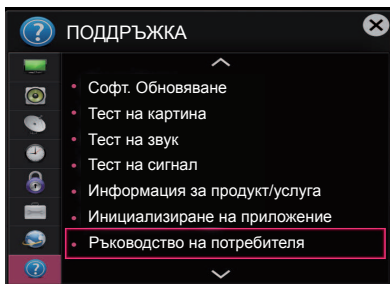 ПОДДРЪЖКА
• Софт. Обновяване
• Тест на картина
• Тест на звук
• Тест на сигнал
• Информация за продукт/услуга
• Инициализиране на приложение
• Ръководство на потребителя